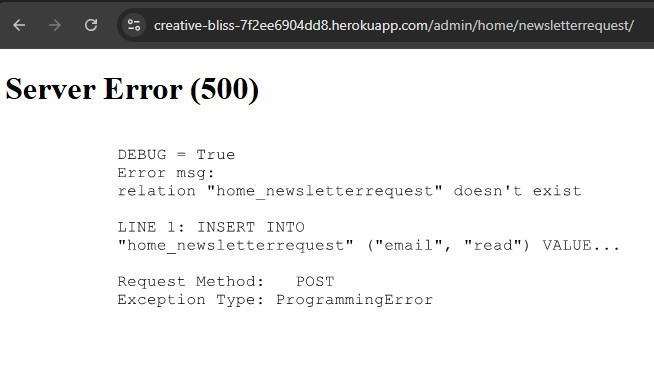 creative-bliss-7f2ee6904dd8.herokuapp.com/admin/home/newsletterrequest/
Server Error (500)
DEBUG = True
Error msg:
relation "home_newsletterrequest" doesn't exist
LINE 1: INSERT INTO
"home_newsletterrequest" ("email", "read") VALUE...
Request Method: POST
Exception Type: ProgrammingError